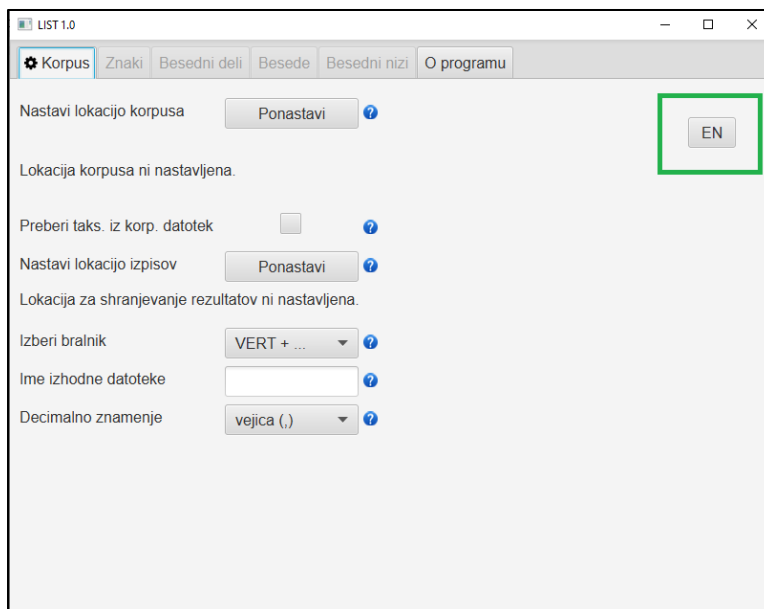 LIST 1.0
Korpus Znaki Besedni deli Besede Besedni nizi O programu
Nastavi lokacijo korpusa Ponastavi ?
EN
Lokacija korpusa ni nastavljena.
Preberi taks. iz korp. datotek ?
Nastavi lokacijo izpisov Ponastavi ?
Lokacija za shranjevanje rezultatov ni nastavljena.
Izberi bralnik VERT + ... ?
Ime izhodne datoteke ?
Decimalno znamenje vejica (,) ?